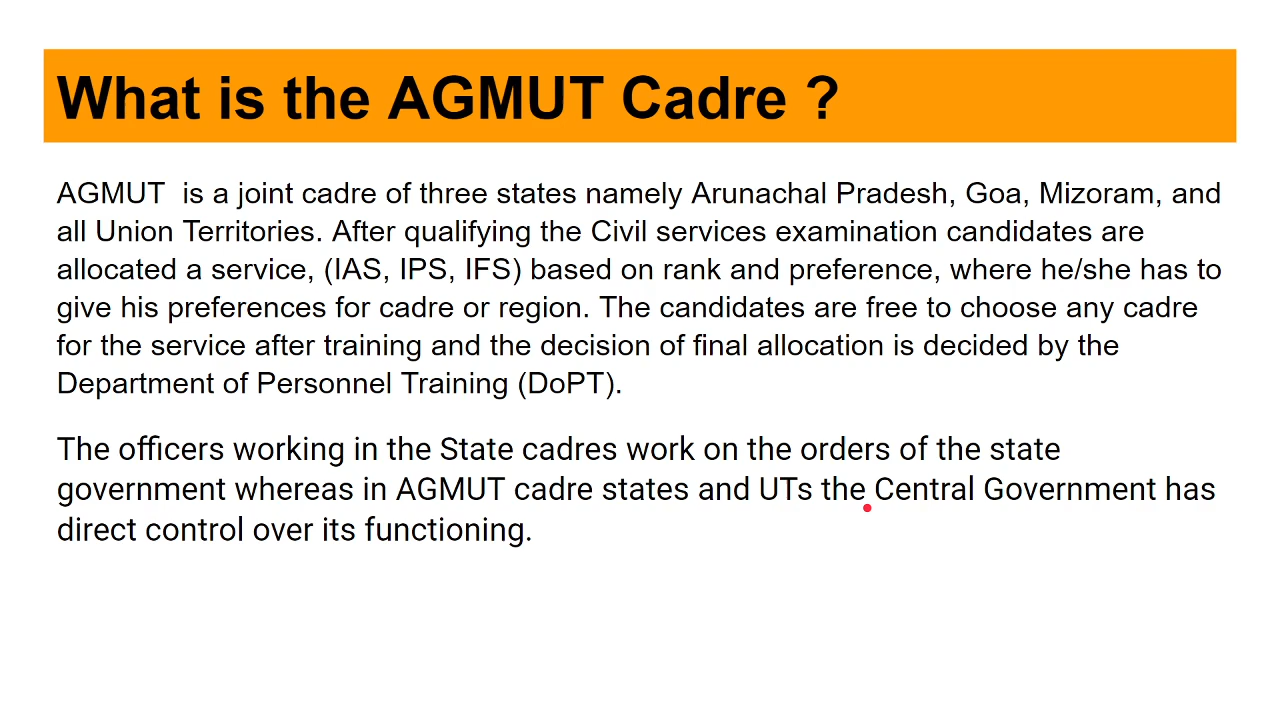 What is the AGMUT Cadre ?
AGMUT  is a joint cadre of three states namely Arunachal Pradesh, Goa, Mizoram, and
all Union Territories. After qualifying the Civil services examination candidates are
allocated a service, (IAS, IPS, IFS) based on rank and preference, where he/she has to
give his preferences for cadre or region. The candidates are free to choose any cadre
for the service after training and the decision of final allocation is decided by the
Department of Personnel Training (DoPT).
The officers working in the State cadres work on the orders of the state
government whereas in AGMUT cadre states and UTs the Central Government has
direct control over its functioning.